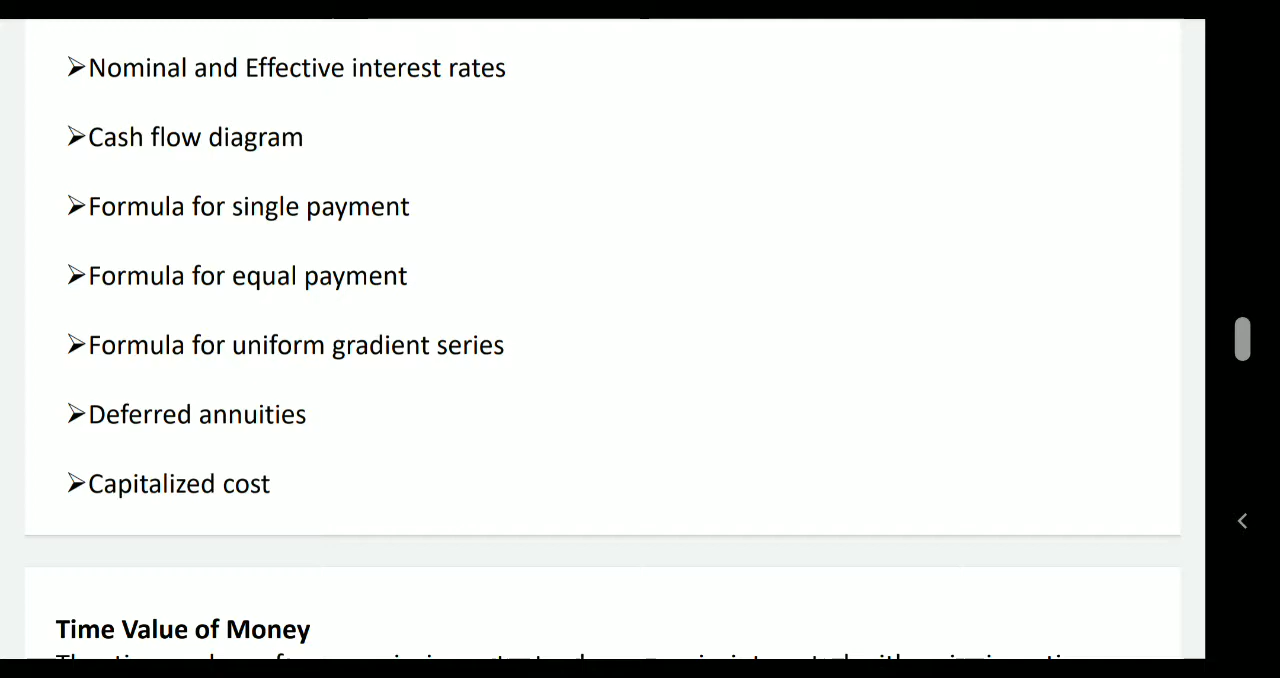 ➢Nominal and Effective interest rates
➢Cash flow diagram
➢Formula for single payment
➢Formula for equal payment
➢Formula for uniform gradient series
➢Deferred annuities
➢Capitalized cost
Time Value of Money